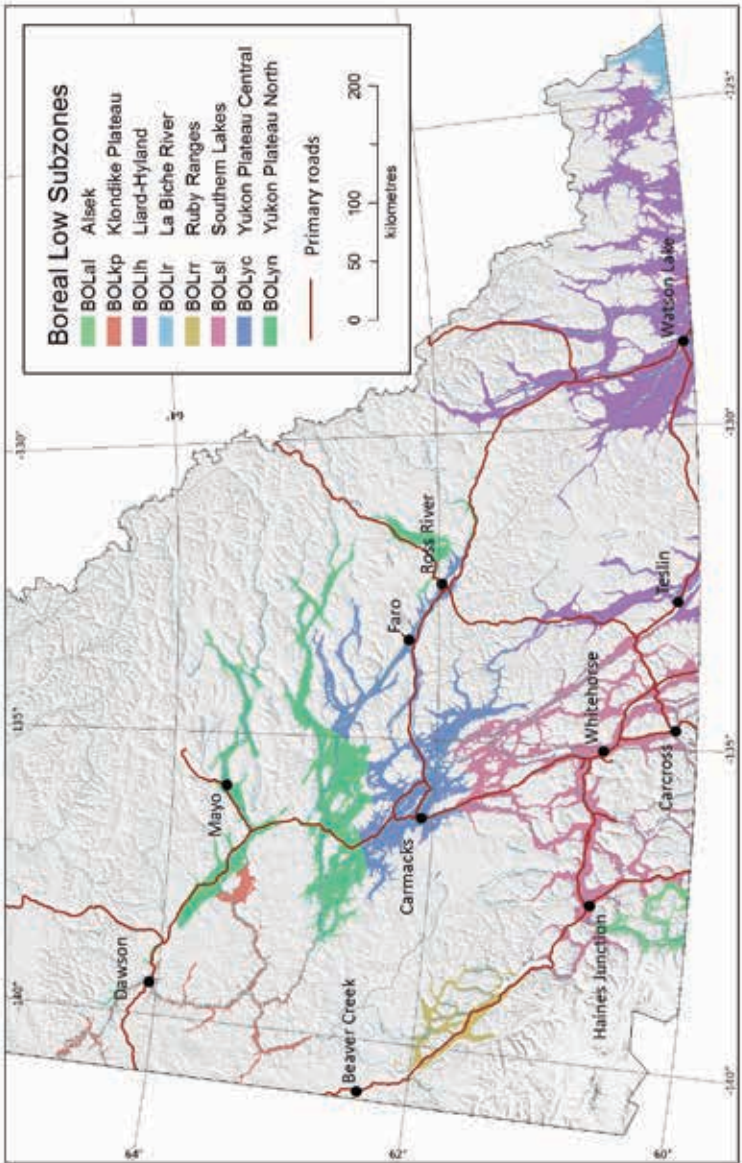 Boreal Low Subzones
BOLal Alsek
BOLkp Klondike Plateau
BOLlh Liard-Hyland
BOLlr La Biche River
BOLrr Ruby Ranges
BOLsl Southern Lakes
BOLyc Yukon Plateau Central
BOLyn Yukon Plateau North
Primary roads
0 50 100 200
kilometres
-140°
-135°
-130°
64°
Dawson
Mayo
Beaver Creek
62°
Carmacks
Faro
Ross River
Haines Junction
Whitehorse
Carcross
Teslin
Watson Lake
60°
-140°
-135°
-130°
-125°